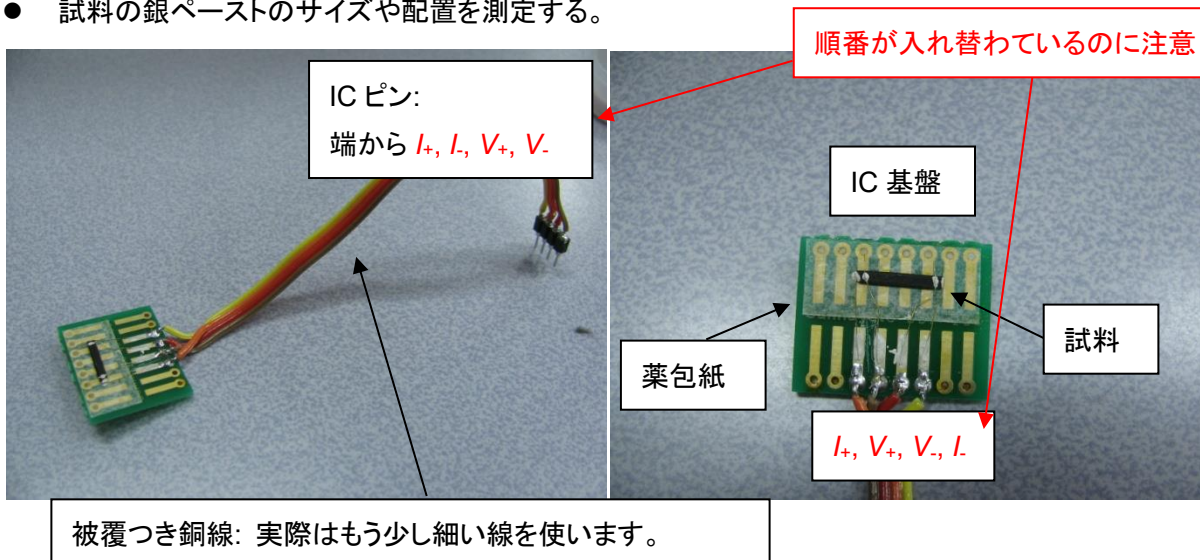 ● 試料の銀ペーストのサイズや配置を測定する。
順番が入れ替わているのに注意
IC ピン:
端から I+, I-, V+, V-
IC 基盤
試料
薬包紙
I+, V+, V-, I-
被覆つき銅線: 実際はもう少し細い線を使います。